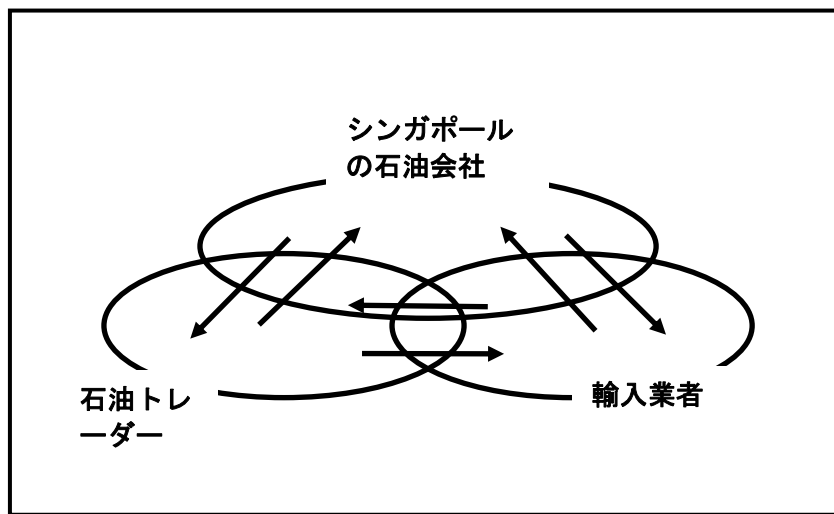 シンガポール
の石油会社
石油トレ
ーダー
輸入業者